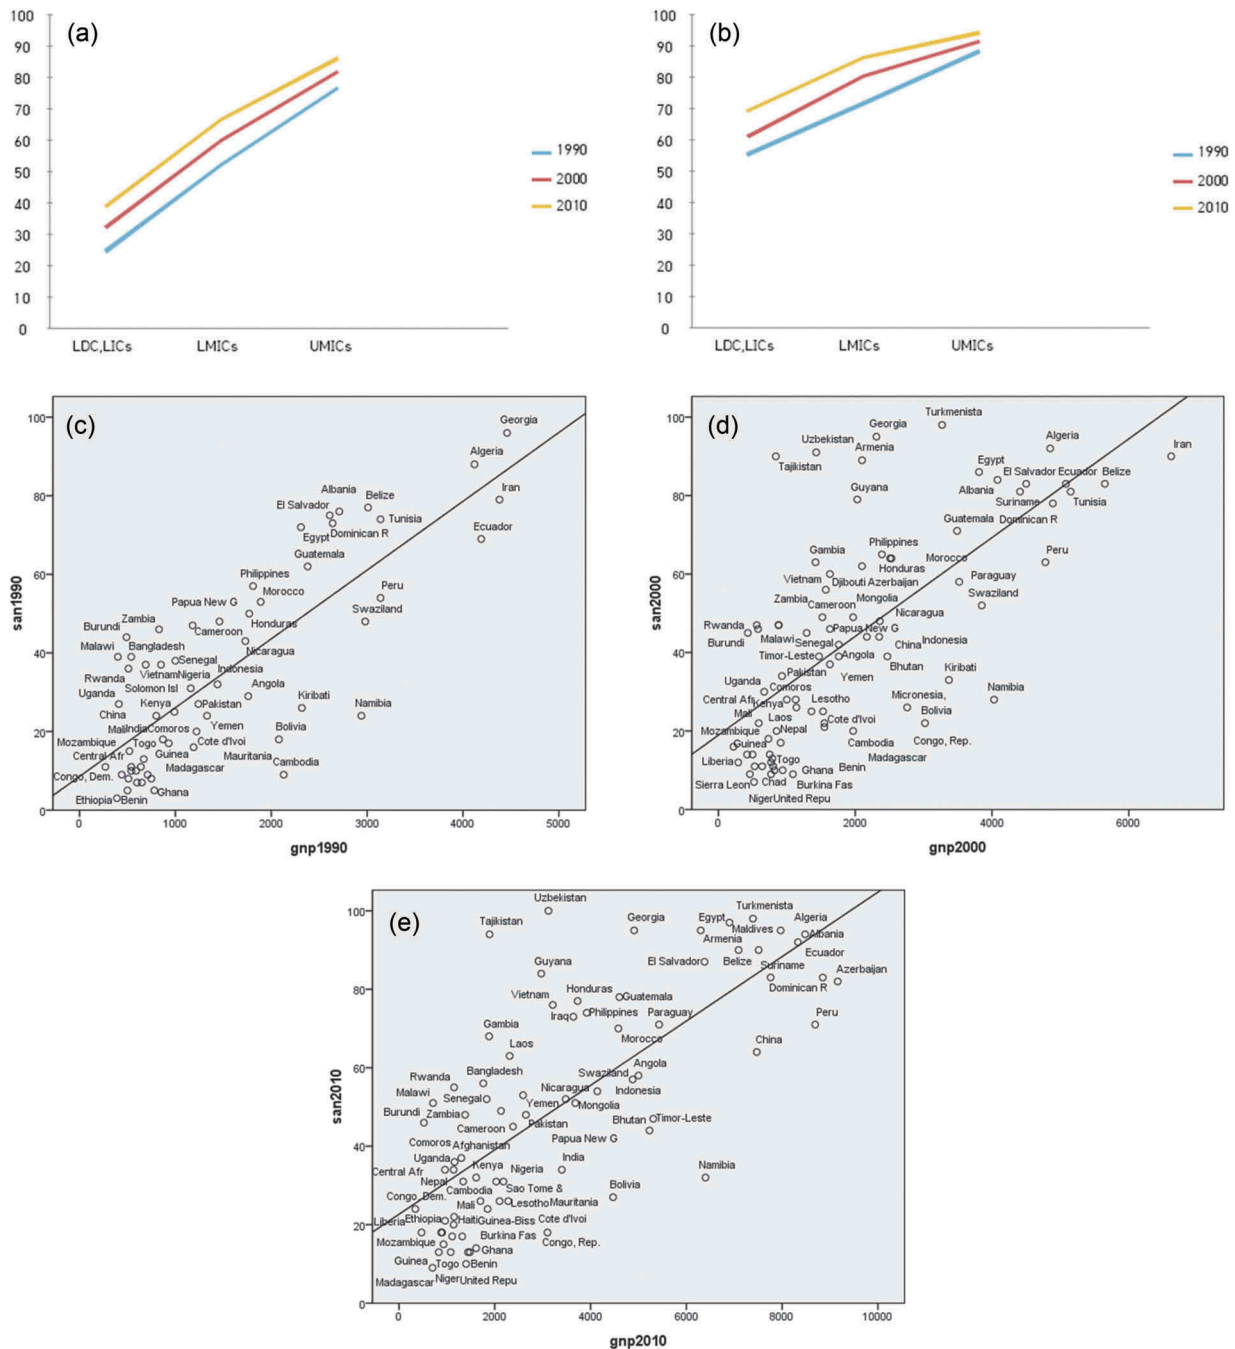 (a)
100
90
80
70
60
50
40
30
20
10
0
LDC,LICs LMICs UMICs
1990
2000
2010
(b)
100
90
80
70
60
50
40
30
20
10
0
LDC,LICs LMICs UMICs
1990
2000
2010
(c)
san1990
100
80
60
40
20
0
Georgia
Algeria
Iran
Albania
Belize
El Salvador
Tunisia
Egypt
Dominican R
Ecuador
Guatemala
Philippines
Morocco
Peru
Papua New G
Swaziland
Zambia
Honduras
Burundi
Cameroon
Malawi
Bangladesh
Nicaragua
Senegal
Rwanda
Vietnam
Nigeria
Indonesia
Solomon Isl
Uganda
Angola
Kiribati
Namibia
China
Kenya
Pakistan
Mali
India
Comoros
Yemen
Bolivia
Mozambique
Togo
Cote d'Ivoi
Central Afr
Guinea
Mauritania
Cambodia
Congo, Dem.
Madagascar
Ethiopia
Benin
Ghana
0 1000 2000 3000 4000 5000
gnp1990
(d)
san2000
100
80
60
40
20
0
Turkmenista
Georgia
Algeria
Uzbekistan
Armenia
Iran
Tajikistan
Egypt
El Salvador
Ecuador
Belize
Guyana
Albania
Suriname
Tunisia
Guatemala
Dominican R
Gambia
Philippines
Morocco
Peru
Honduras
Vietnam
Djibouti
Azerbaijan
Paraguay
Zambia
Cameroon
Mongolia
Swaziland
Nicaragua
Rwanda
Papua New G
Burundi
Malawi
Senegal
China
Indonesia
Timor-Leste
Angola
Bhutan
Kiribati
Uganda
Pakistan
Yemen
Namibia
Central Afr
Comoros
Kenya
Lesotho
Micronesia,
Mali
Laos
Cote d'Ivoi
Bolivia
Mozambique
Nepal
Cambodia
Congo, Rep.
Guinea
Madagascar
Liberia
Togo
Ghana
Benin
Sierra Leon
Chad
Burkina Fas
Niger
United Repu
0 2000 4000 6000
gnp2000
(e)
san2010
100
80
60
40
20
0
Uzbekistan
Turkmenista
Tajikistan
Georgia
Egypt
Algeria
Maldives
Armenia
Albania
El Salvador
Belize
Ecuador
Guyana
Suriname
Azerbaijan
Dominican R
Vietnam
Honduras
Guatemala
Iraq
Philippines
Paraguay
Peru
Gambia
Morocco
China
Laos
Angola
Rwanda
Bangladesh
Swaziland
Malawi
Senegal
Nicaragua
Indonesia
Burundi
Zambia
Yemen
Mongolia
Cameroon
Pakistan
Bhutan
Timor-Leste
Papua New G
Comoros
Afghanistan
Uganda
India
Namibia
Central Afr
Kenya
Nigeria
Nepal
Bolivia
Congo, Dem.
Cambodia
Sao Tome &
Mali
Lesotho
Mauritania
Liberia
Ethiopia
Haiti
Guinea-Biss
Cote d'Ivoi
Mozambique
Burkina Fas
Congo, Rep.
Guinea
Togo
Ghana
Benin
Madagascar
Niger
United Repu
0 2000 4000 6000 8000 10000
gnp2010